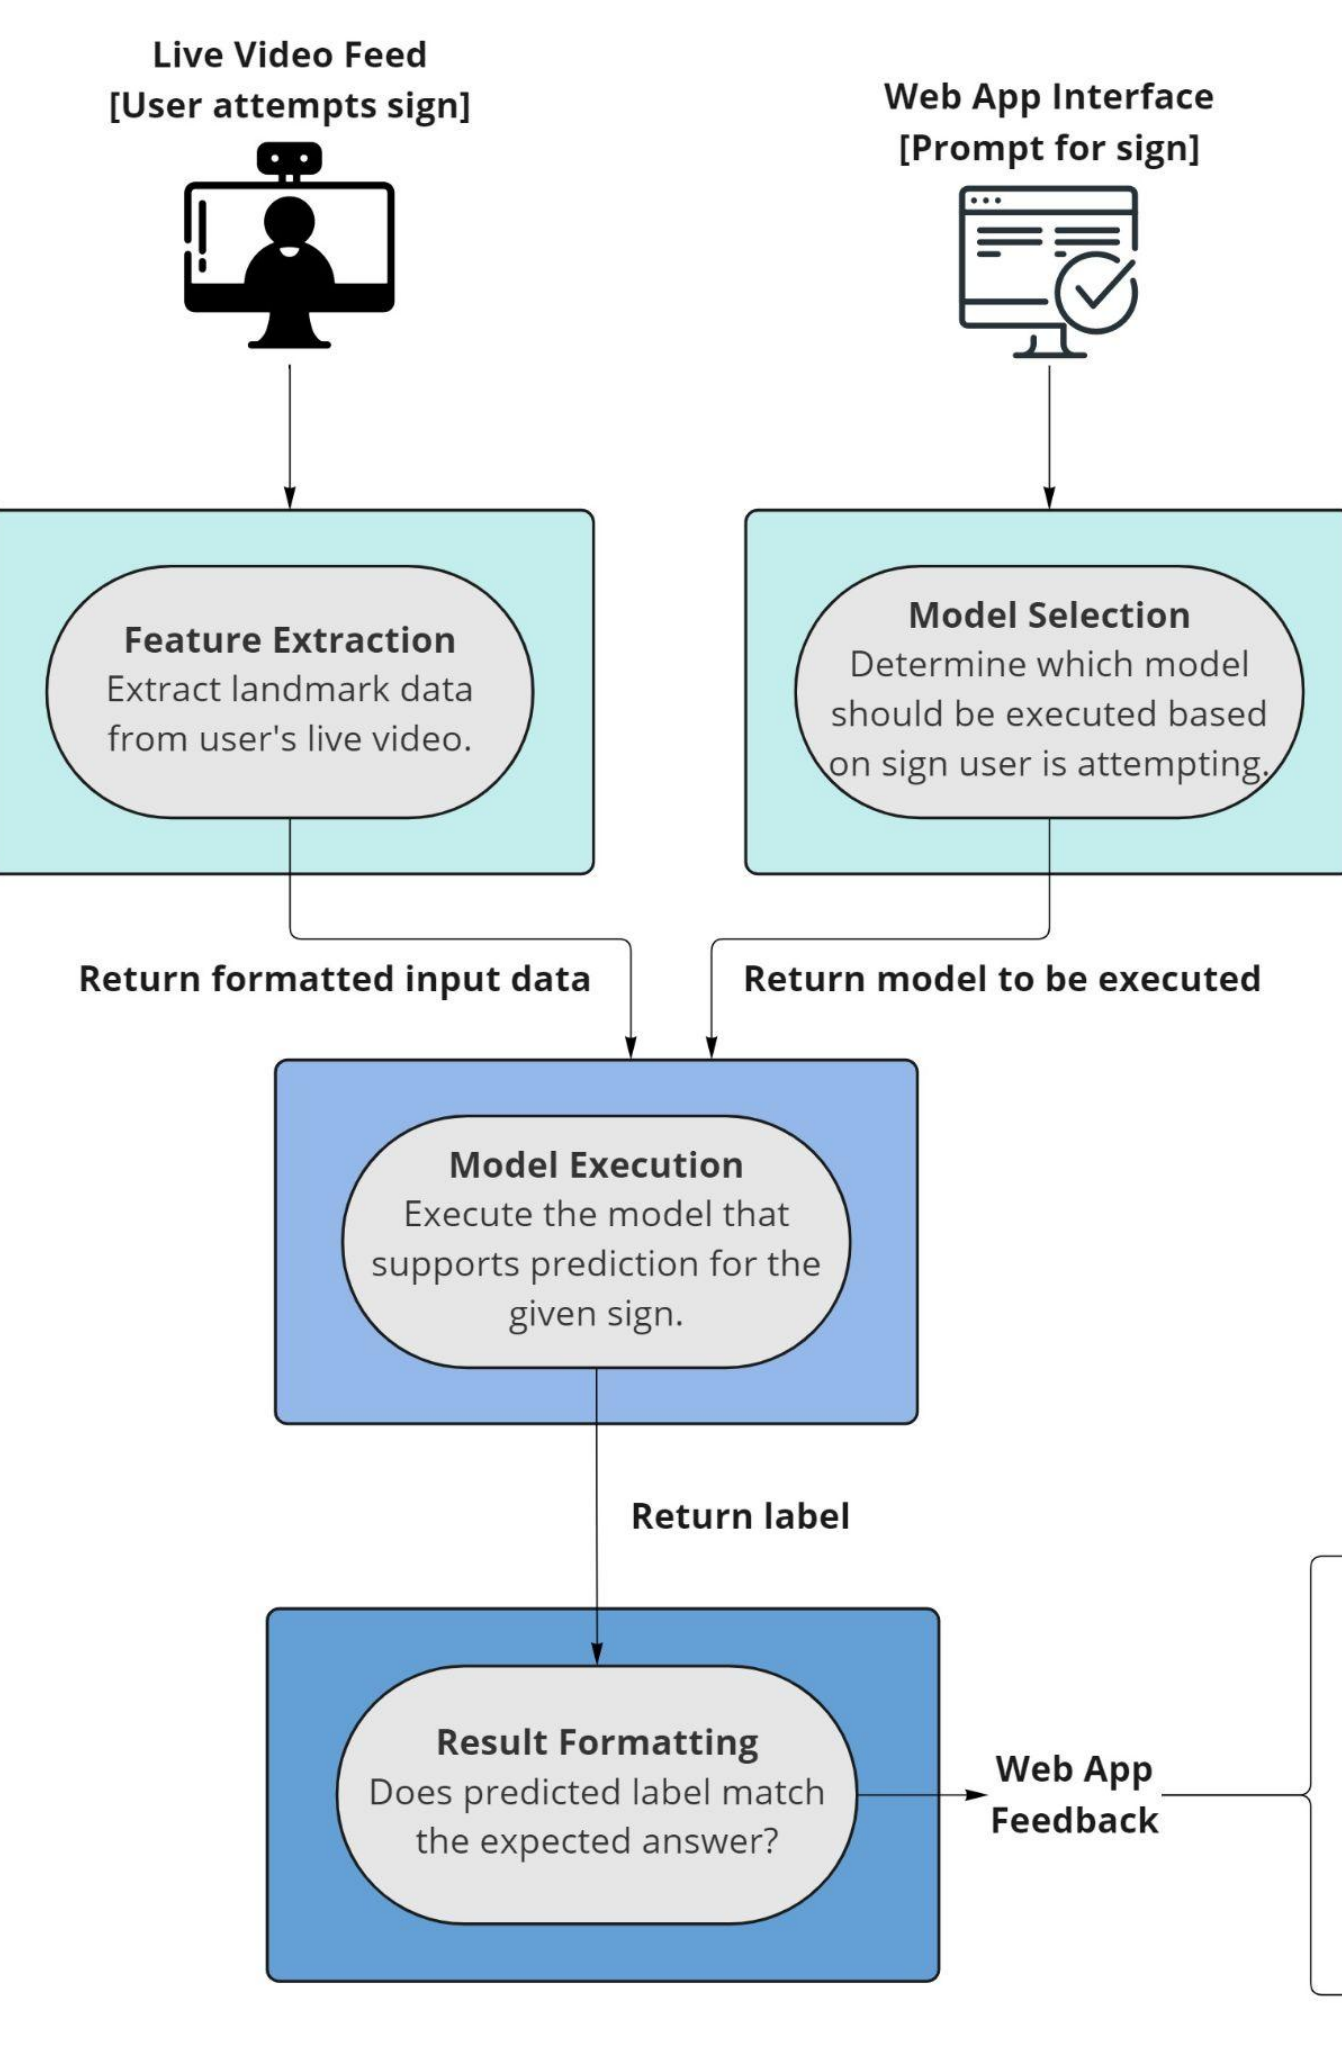 Live Video Feed
[User attempts sign]
Web App Interface
[Prompt for sign]
Feature Extraction
Extract landmark data
from user's live video.
Model Selection
Determine which model
should be executed based
on sign user is attempting.
Return formatted input data
Return model to be executed
Model Execution
Execute the model that
supports prediction for the
given sign.
Return label
Result Formatting
Does predicted label match
the expected answer?
Web App
Feedback